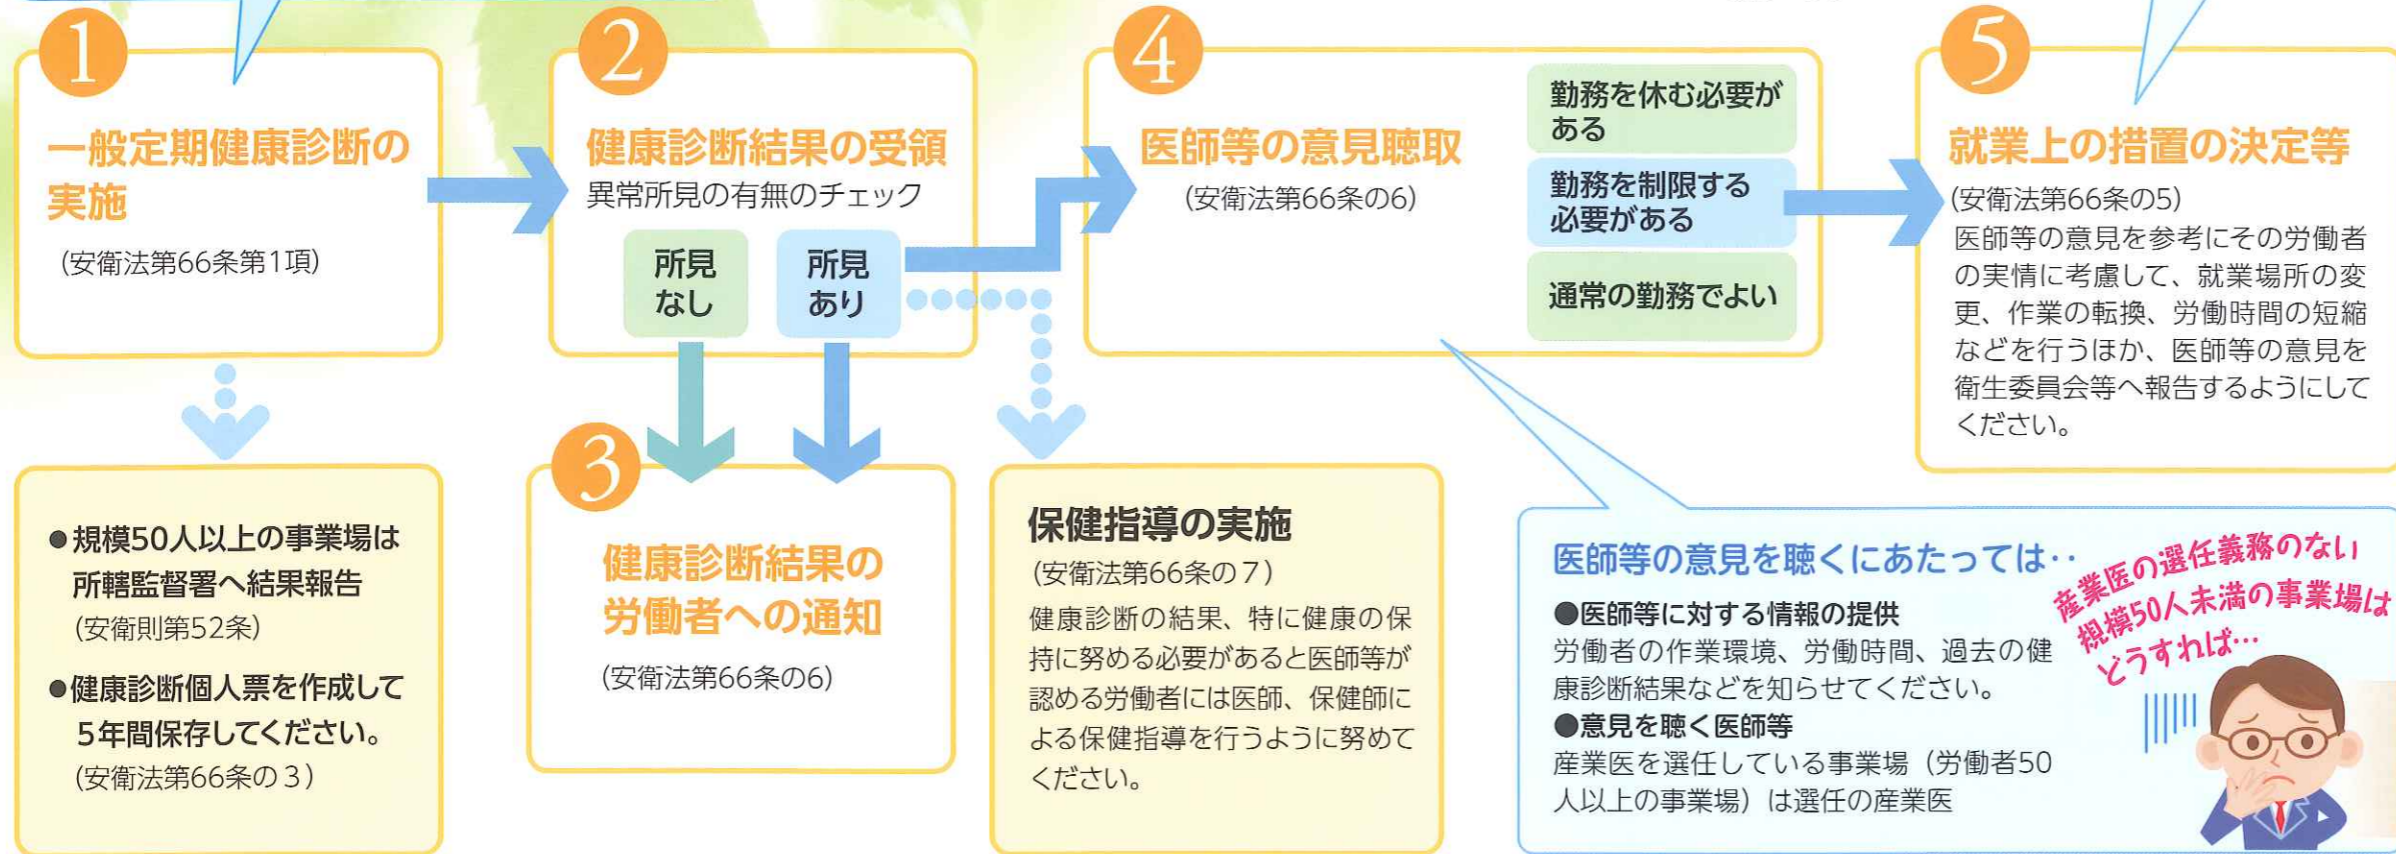 1
一般定期健康診断の
実施
(安衛法第66条第1項)
●規模50人以上の事業場は
所轄監督署へ結果報告
(安衛則第52条)
●健康診断個人票を作成して
5年間保存してください。
(安衛法第66条の3)
2
健康診断結果の受領
異常所見の有無のチェック
所見
なし
所見
あり
3
健康診断結果の
労働者への通知
(安衛法第66条の6)
保健指導の実施
(安衛法第66条の7)
健康診断の結果、特に健康の保
持に努める必要があると医師等が
認める労働者には医師、保健師に
よる保健指導を行うように努めて
ください。
4
医師等の意見聴取
(安衛法第66条の6)
勤務を休む必要が
ある
勤務を制限する
必要がある
通常の勤務でよい
5
就業上の措置の決定等
(安衛法第66条の5)
医師等の意見を参考にその労働者
の実情に考慮して、就業場所の変
更、作業の転換、労働時間の短縮
などを行うほか、医師等の意見を
衛生委員会等へ報告するようにして
ください。
医師等の意見を聴くにあたっては‥
●医師等に対する情報の提供
労働者の作業環境、労働時間、過去の健
康診断結果などを知らせてください。
●意見を聴く医師等
産業医を選任している事業場（労働者50
人以上の事業場）は選任の産業医
産業医の選任義務のない
規模50人未満の事業場は
どうすれば…